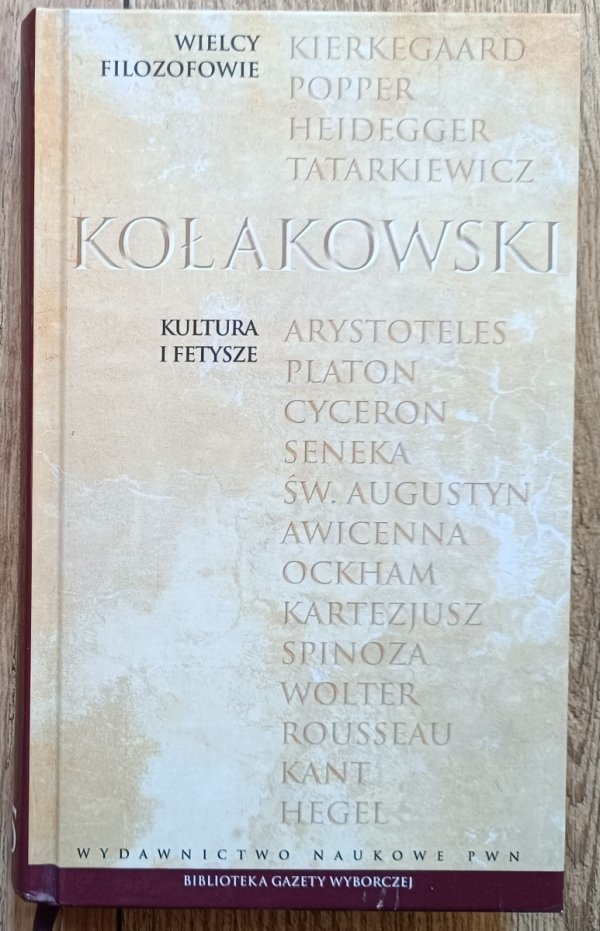 WIELCY
FILOZOFOWIE
KIERKEGAARD
POPPER
HEIDEGGER
TATARKIEWICZ
KOŁAKOWSKI
KULTURA
I FETYSZE
ARYSTOTELES
PLATON
CYCERON
SENEKA
ŚW. AUGUSTYN
AWICENNA
OCKHAM
KARTEZJUSZ
SPINOZA
WOLTER
ROUSSEAU
KANT
HEGEL
WYDAWNICTWO NAUKOWE PWN
BIBLIOTEKA GAZETY WYBORCZEJ